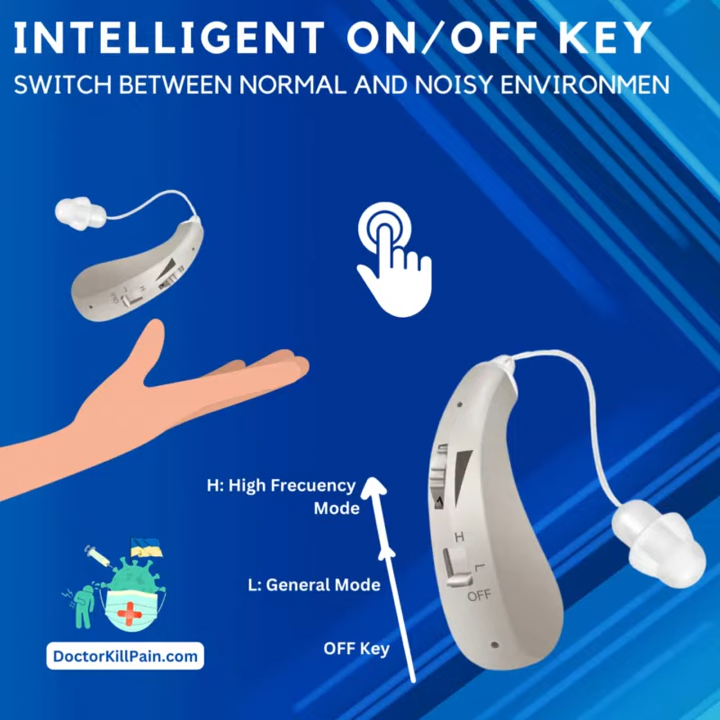 INTELLIGENT ON/OFF KEY
SWITCH BETWEEN NORMAL AND NOISY ENVIRONMEN
H: High Frecuency
Mode
L: General Mode
OFF Key
H
L
OFF
DoctorKillPain.com